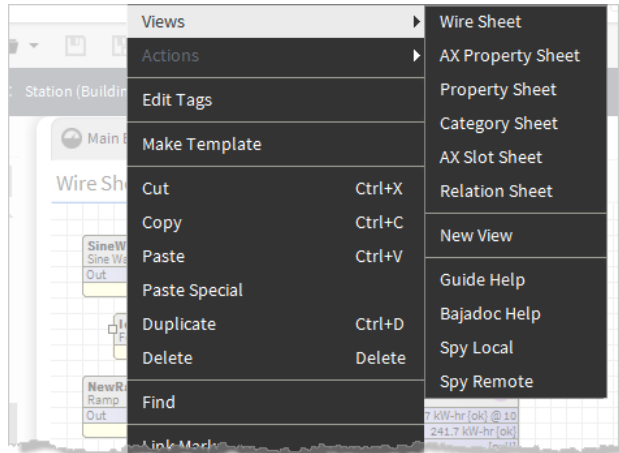 Views
Actions
Edit Tags
Make Template
Cut Ctrl+X
Copy Ctrl+C
Paste Ctrl+V
Paste Special
Duplicate Ctrl+D
Delete Delete
Find
Link Mark
Wire Sheet
AX Property Sheet
Property Sheet
Category Sheet
AX Slot Sheet
Relation Sheet
New View
Guide Help
Bajadoc Help
Spy Local
Spy Remote
Station (Buildin
Main
Wire Sh
SineW
Sine Wa
Out
NewRa
Ramp
Out
7 kW-hr {ok} @ 10
241.7 kW-hr {ok}